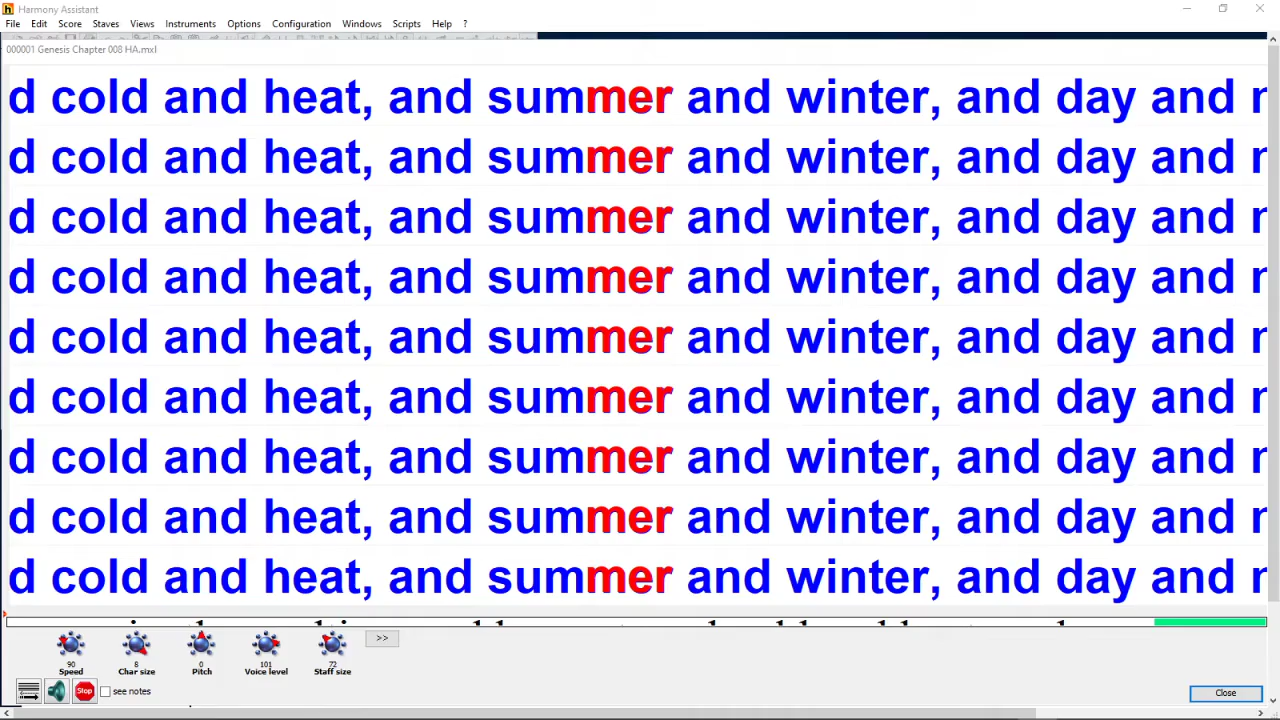 Harmony Assistant
File Edit Score Staves Views Instruments Options Configuration Windows Scripts Help ?
000001 Genesis Chapter 008 HA.mxl
d cold and heat, and summer and winter, and day and
d cold and heat, and summer and winter, and day and
d cold and heat, and summer and winter, and day and
d cold and heat, and summer and winter, and day and
d cold and heat, and summer and winter, and day and
d cold and heat, and summer and winter, and day and
d cold and heat, and summer and winter, and day and
d cold and heat, and summer and winter, and day and
d cold and heat, and summer and winter, and day and
>>
90 8 0 101 72
Speed Char size Pitch Voice level Staff size
Stop see notes
Close